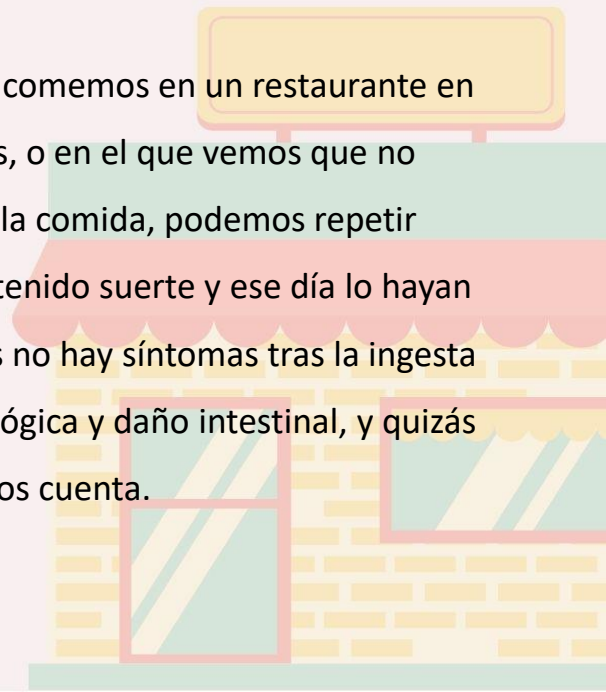 comemos en un restaurante en
s, o en el que vemos que no
la comida, podemos repetir
tenido suerte y ese día lo hayan
s no hay síntomas tras la ingesta
ógica y daño intestinal, y quizás
os cuenta.